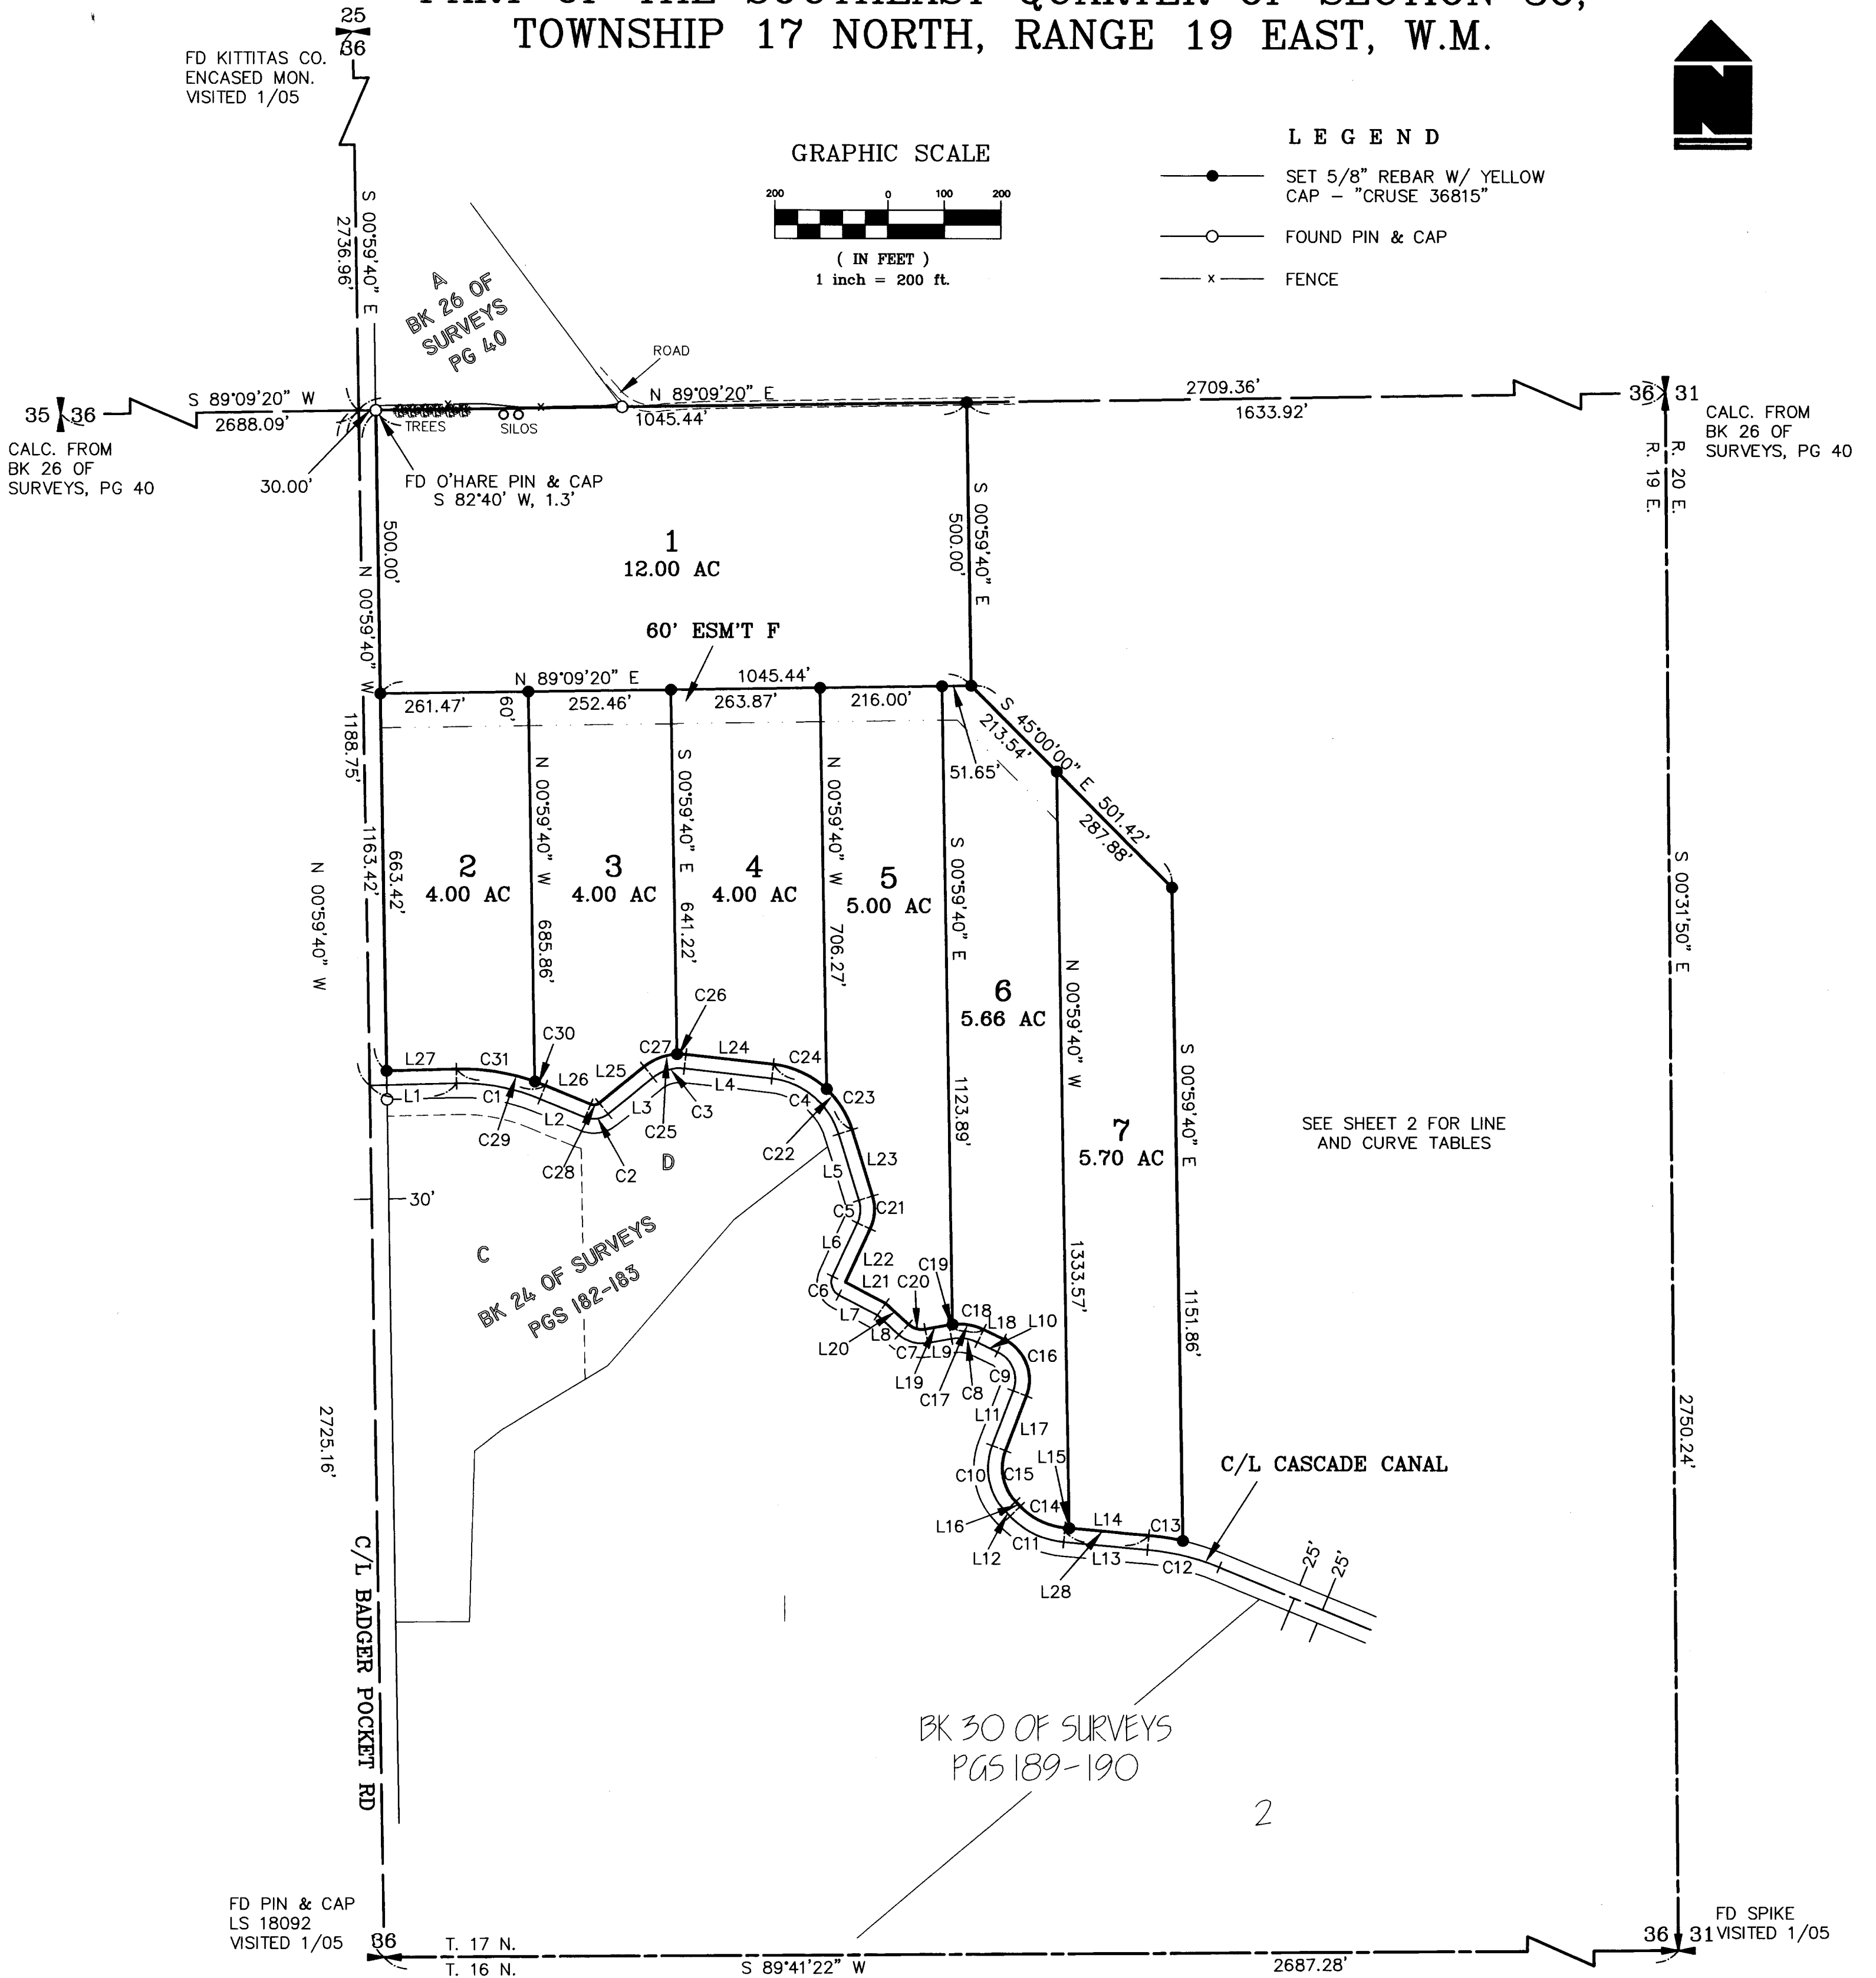 PART OF THE SOUTHEAST QUARTER OF SECTION 36,
TOWNSHIP 17 NORTH, RANGE 19 EAST, W.M.
25
36
FD KITTITAS CO.
ENCASED MON.
VISITED 1/05
GRAPHIC SCALE
200 0 100 200
( IN FEET )
1 inch = 200 ft.
L E G E N D
SET 5/8" REBAR W/ YELLOW
CAP - "CRUSE 36815"
FOUND PIN & CAP
x FENCE
N
S 00°59'40" E
2736.96'
A
BK 26 OF
SURVEYS
PG 40
ROAD
S 89°09'20" W
2688.09'
35 36
CALC. FROM
BK 26 OF
SURVEYS, PG 40
30.00'
TREES
SILOS
x
x
N 89°09'20" E
1045.44'
2709.36'
1633.92'
36 31
CALC. FROM
BK 26 OF
SURVEYS, PG 40
R. 19 E.
R. 20 E.
FD O'HARE PIN & CAP
S 82°40' W, 1.3'
500.00'
N 00°59'40" W
S 00°59'40" E
500.00'
1
12.00 AC
60' ESM'T F
N 89°09'20" E
1045.44'
261.47'
60'
252.46'
263.87'
216.00'
51.65'
S 45°00'00" E
213.54'
501.42'
287.88'
1188.75'
1163.42'
663.42'
N 00°59'40" W
N 00°59'40" W
685.86'
S 00°59'40" E
641.22'
N 00°59'40" W
706.27'
S 00°59'40" E
1123.89'
N 00°59'40" W
1333.57'
S 00°59'40" E
1151.86'
S 00°31'50" E
2750.24'
2
4.00 AC
3
4.00 AC
4
4.00 AC
5
5.00 AC
6
5.66 AC
7
5.70 AC
SEE SHEET 2 FOR LINE
AND CURVE TABLES
C26
C30
L27
C31
L26
L25
C27
L24
C24
C23
L1
C1
L2
L3
C3
L4
C4
C29
C28
C2
C25
C22
L5
L23
D
30'
C
BK 24 OF SURVEYS
PGS 182-183
C5
C21
L6
L22
C6
L21
C20
C19
L7
L8
L20
C7
L9
L19
C17
C8
C18
L18
L10
C16
C9
L11
L17
C10
C15
L15
C14
L16
L12
C11
L14
C13
L13
C12
L28
C/L CASCADE CANAL
25'
25'
2725.16'
C/L BADGER POCKET RD
BK 30 OF SURVEYS
PGS 189-190
2
FD PIN & CAP
LS 18092
VISITED 1/05
36
T. 17 N.
T. 16 N.
S 89°41'22" W
2687.28'
36 31
FD SPIKE
VISITED 1/05